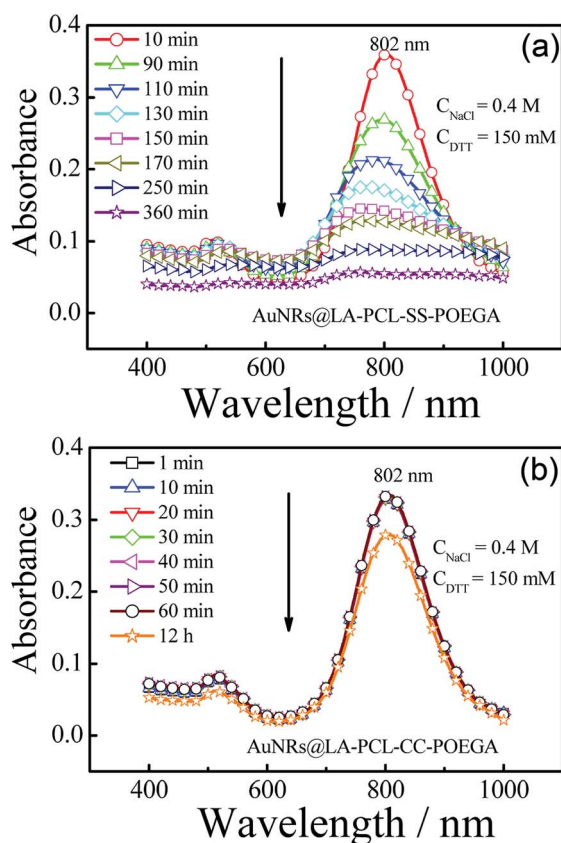 (a)
802 nm
10 min
90 min
110 min
130 min
150 min
170 min
250 min
360 min
C_NaCl = 0.4 M
C_DTT = 150 mM
AuNRs@LA-PCL-SS-POEGA
Absorbance
0.4
0.3
0.2
0.1
0.0
400 600 800 1000
Wavelength / nm
(b)
802 nm
1 min
10 min
20 min
30 min
40 min
50 min
60 min
12 h
C_NaCl = 0.4 M
C_DTT = 150 mM
AuNRs@LA-PCL-CC-POEGA
Absorbance
0.4
0.3
0.2
0.1
0.0
400 600 800 1000
Wavelength / nm